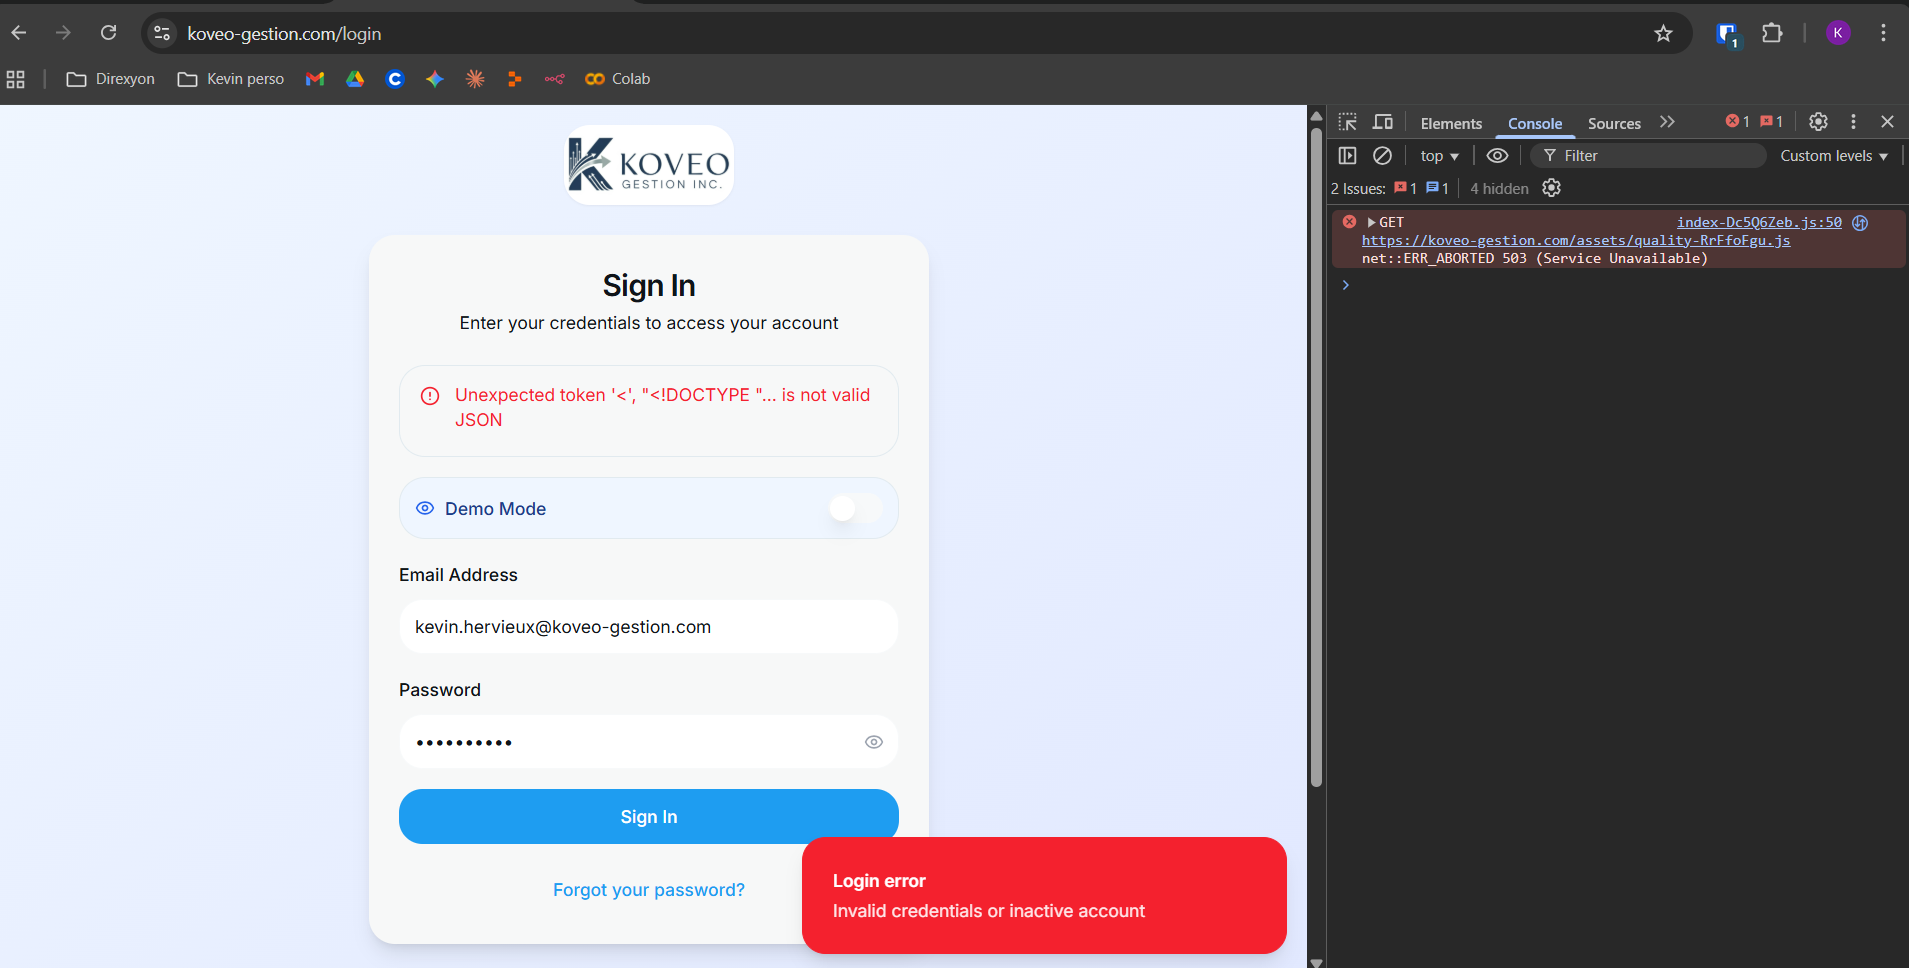 koveo-gestion.com/login
1
K
Direxyon
Kevin perso
Colab
KOVEO
GESTION INC.
Sign In
Enter your credentials to access your account
Unexpected token '<', "<!DOCTYPE "... is not valid
JSON
Demo Mode
Email Address
kevin.hervieux@koveo-gestion.com
Password
••••••••••
Sign In
Forgot your password?
Login error
Invalid credentials or inactive account
Elements Console Sources 1 1
top Filter Custom levels
2 Issues: 1 1 4 hidden
GET index-Dc5Q6Zeb.js:50
https://koveo-gestion.com/assets/quality-RrFfoFgu.js
net::ERR_ABORTED 503 (Service Unavailable)